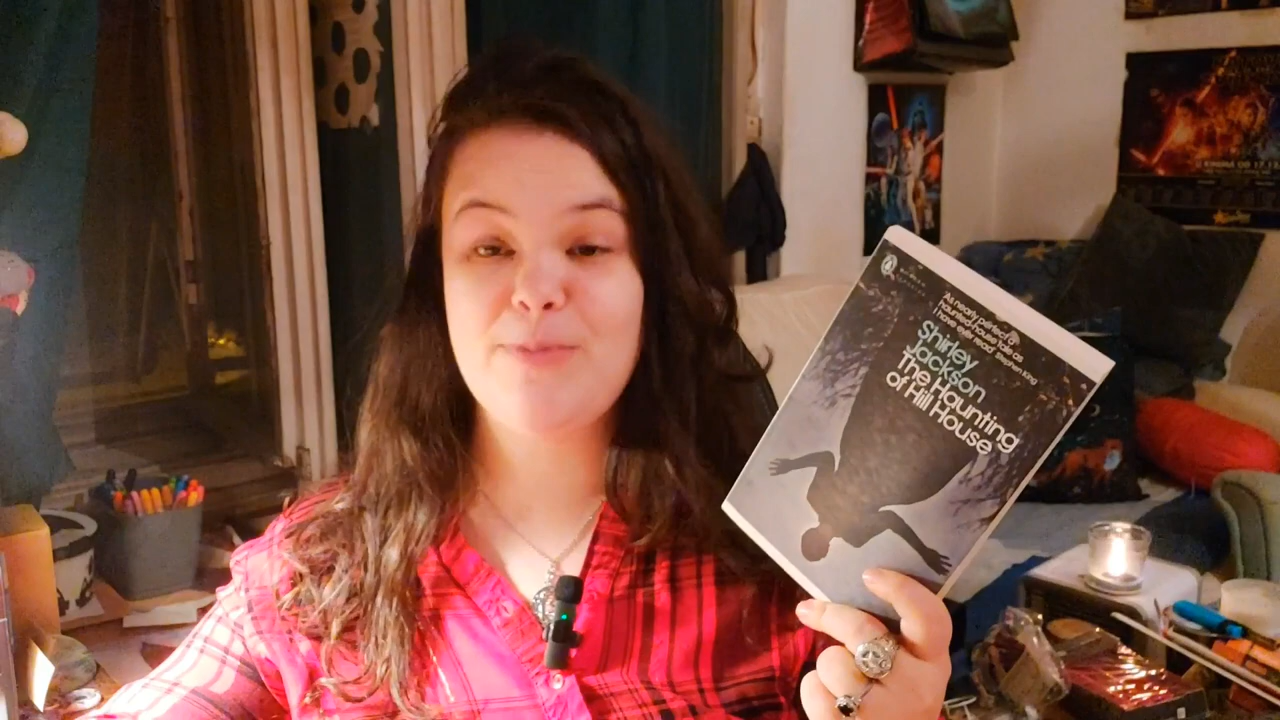 'As nearly perfect a
haunted-house tale as
I have ever read' Stephen King
Shirley
Jackson
The Haunting
of Hill House